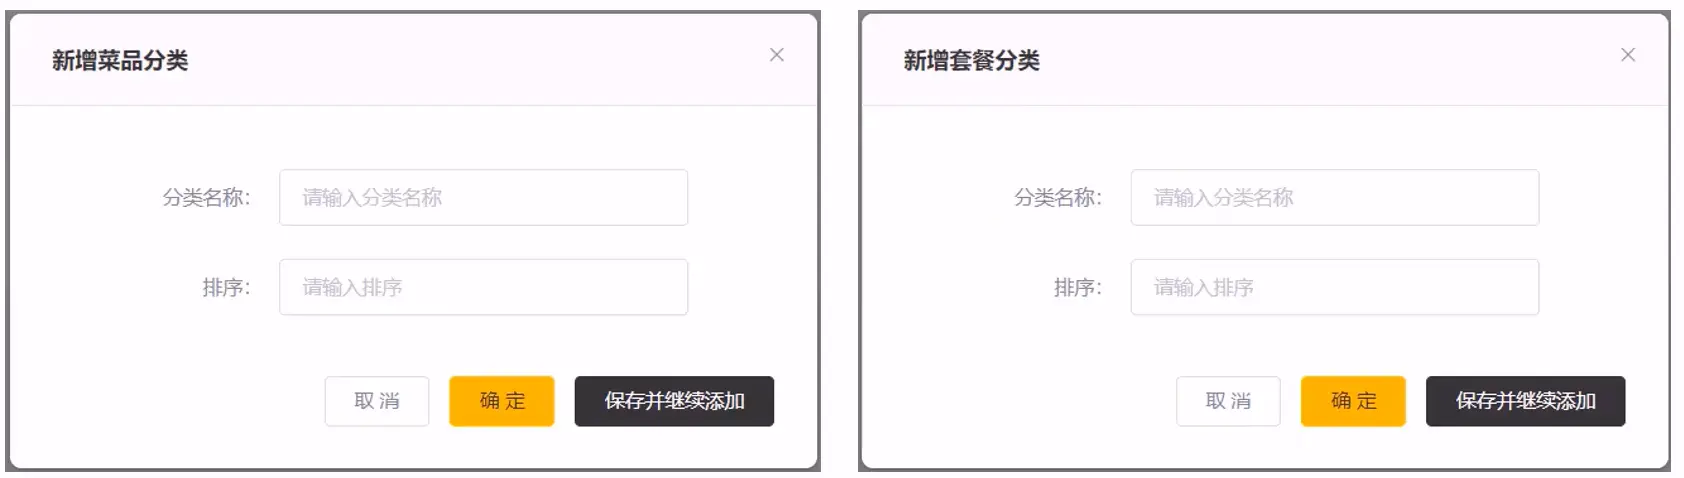 新增菜品分类
分类名称:
请输入分类名称
排序:
请输入排序
取 消
确 定
保存并继续添加
新增套餐分类
分类名称:
请输入分类名称
排序:
请输入排序
取 消
确 定
保存并继续添加